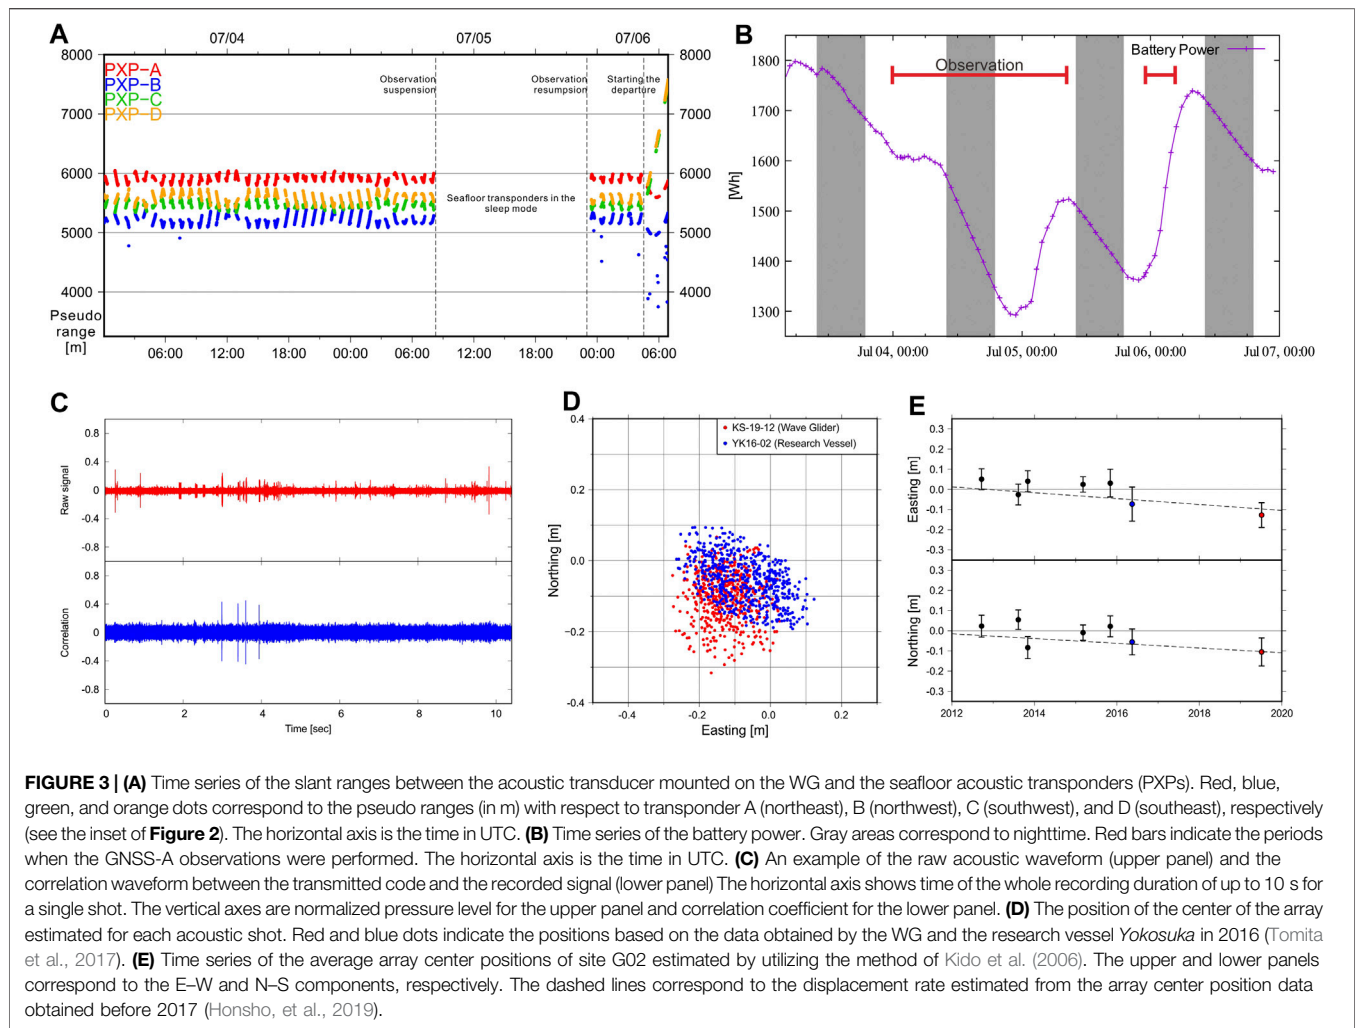 A
07/04
07/05
07/06
8000
8000
PXP-A
PXP-B
PXP-C
PXP-D
Observation
suspension
Observation
resumpsion
Starting the
departure
7000
7000
6000
6000
Seafloor transponders in the
sleep mode
5000
5000
4000
4000
Pseudo
range
[m]
06:00
12:00
18:00
00:00
06:00
00:00
06:00
B
Battery Power
Observation
1800
1700
1600
1500
1400
1300
[Wh]
Jul 04, 00:00
Jul 05, 00:00
Jul 06, 00:00
Jul 07, 00:00
C
Raw signal
0.8
0.4
0
-0.4
-0.8
Correlation
0.8
0.4
0
-0.4
-0.8
0
2
4
6
8
10
Time [sec]
D
KS-19-12 (Wave Glider)
YK16-02 (Research Vessel)
Northing [m]
0.4
0.2
0.0
-0.2
-0.4
-0.4
-0.2
0.0
0.2
Easting [m]
E
Easting [m]
0.3
0.2
0.1
0.0
-0.1
-0.2
-0.3
Northing [m]
0.3
0.2
0.1
0.0
-0.1
-0.2
-0.3
2012
2014
2016
2018
2020
FIGURE 3 | (A) Time series of the slant ranges between the acoustic transducer mounted on the WG and the seafloor acoustic transponders (PXPs). Red, blue,
green, and orange dots correspond to the pseudo ranges (in m) with respect to transponder A (northeast), B (northwest), C (southwest), and D (southeast), respectively
(see the inset of Figure 2). The horizontal axis is the time in UTC. (B) Time series of the battery power. Gray areas correspond to nighttime. Red bars indicate the periods
when the GNSS-A observations were performed. The horizontal axis is the time in UTC. (C) An example of the raw acoustic waveform (upper panel) and the
correlation waveform between the transmitted code and the recorded signal (lower panel) The horizontal axis shows time of the whole recording duration of up to 10 s for
a single shot. The vertical axes are normalized pressure level for the upper panel and correlation coefficient for the lower panel. (D) The position of the center of the array
estimated for each acoustic shot. Red and blue dots indicate the positions based on the data obtained by the WG and the research vessel Yokosuka in 2016 (Tomita
et al., 2017). (E) Time series of the average array center positions of site G02 estimated by utilizing the method of Kido et al. (2006). The upper and lower panels
correspond to the E–W and N–S components, respectively. The dashed lines correspond to the displacement rate estimated from the array center position data
obtained before 2017 (Honsho, et al., 2019).